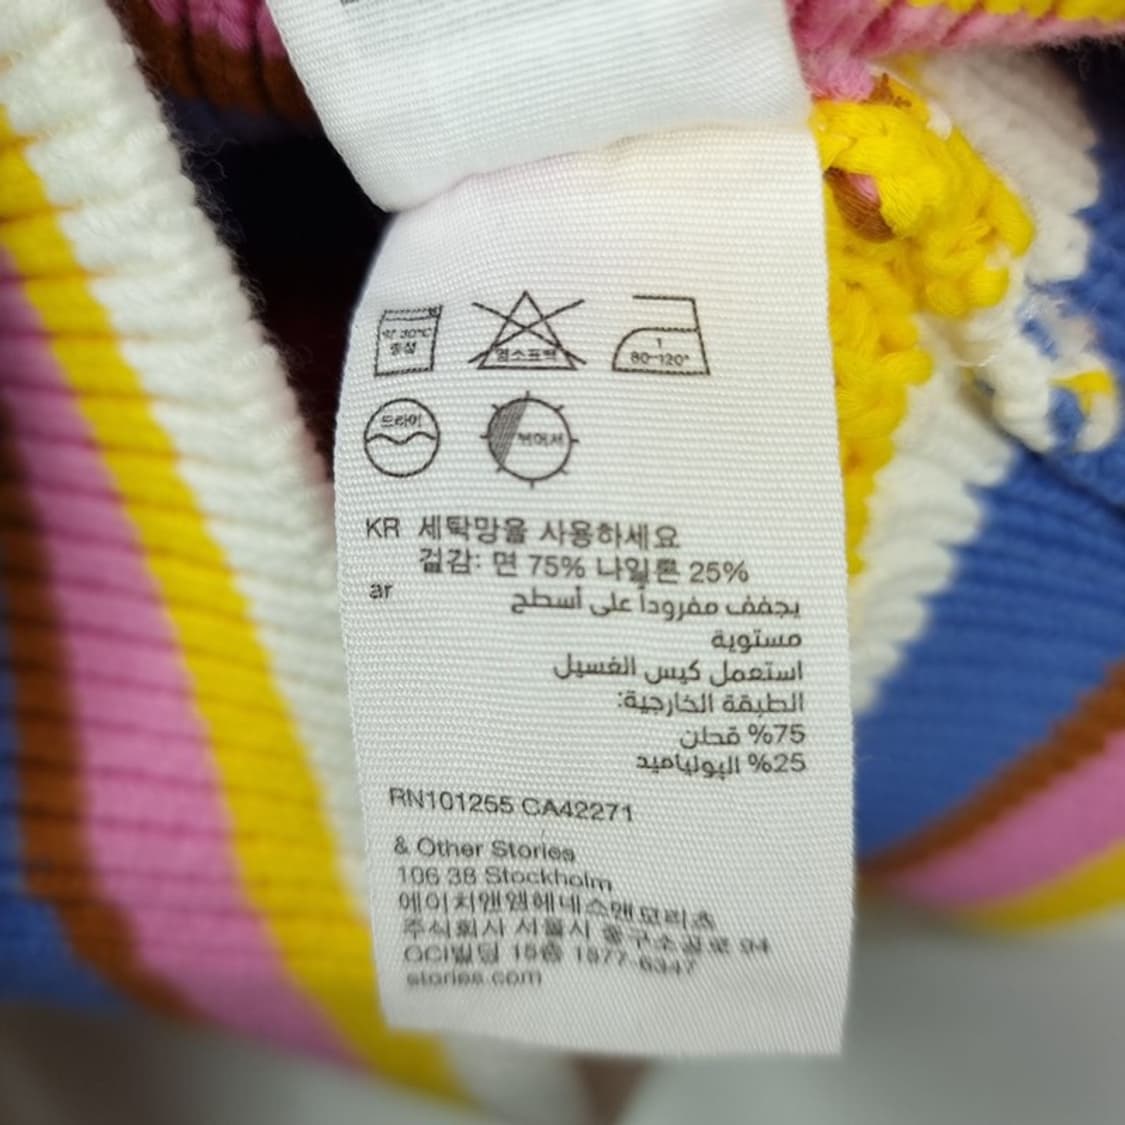 약 30°C
중성
염소표백
1
80~120°
드라이
뉘어서
KR 세탁망을 사용하세요
겉감: 면 75% 나일론 25%
ar يجفف مفروداً على أسطح
مستوية
استعمل كيس الغسيل
الطبقة الخارجية:
75% قطن
25% البولياميد
RN101255 CA42271
& Other Stories
106 38 Stockholm
에이치앤엠헤네스앤모리츠
주식회사 서울시 중구소공로 94
OCI빌딩 15층 1577-6347
stories.com